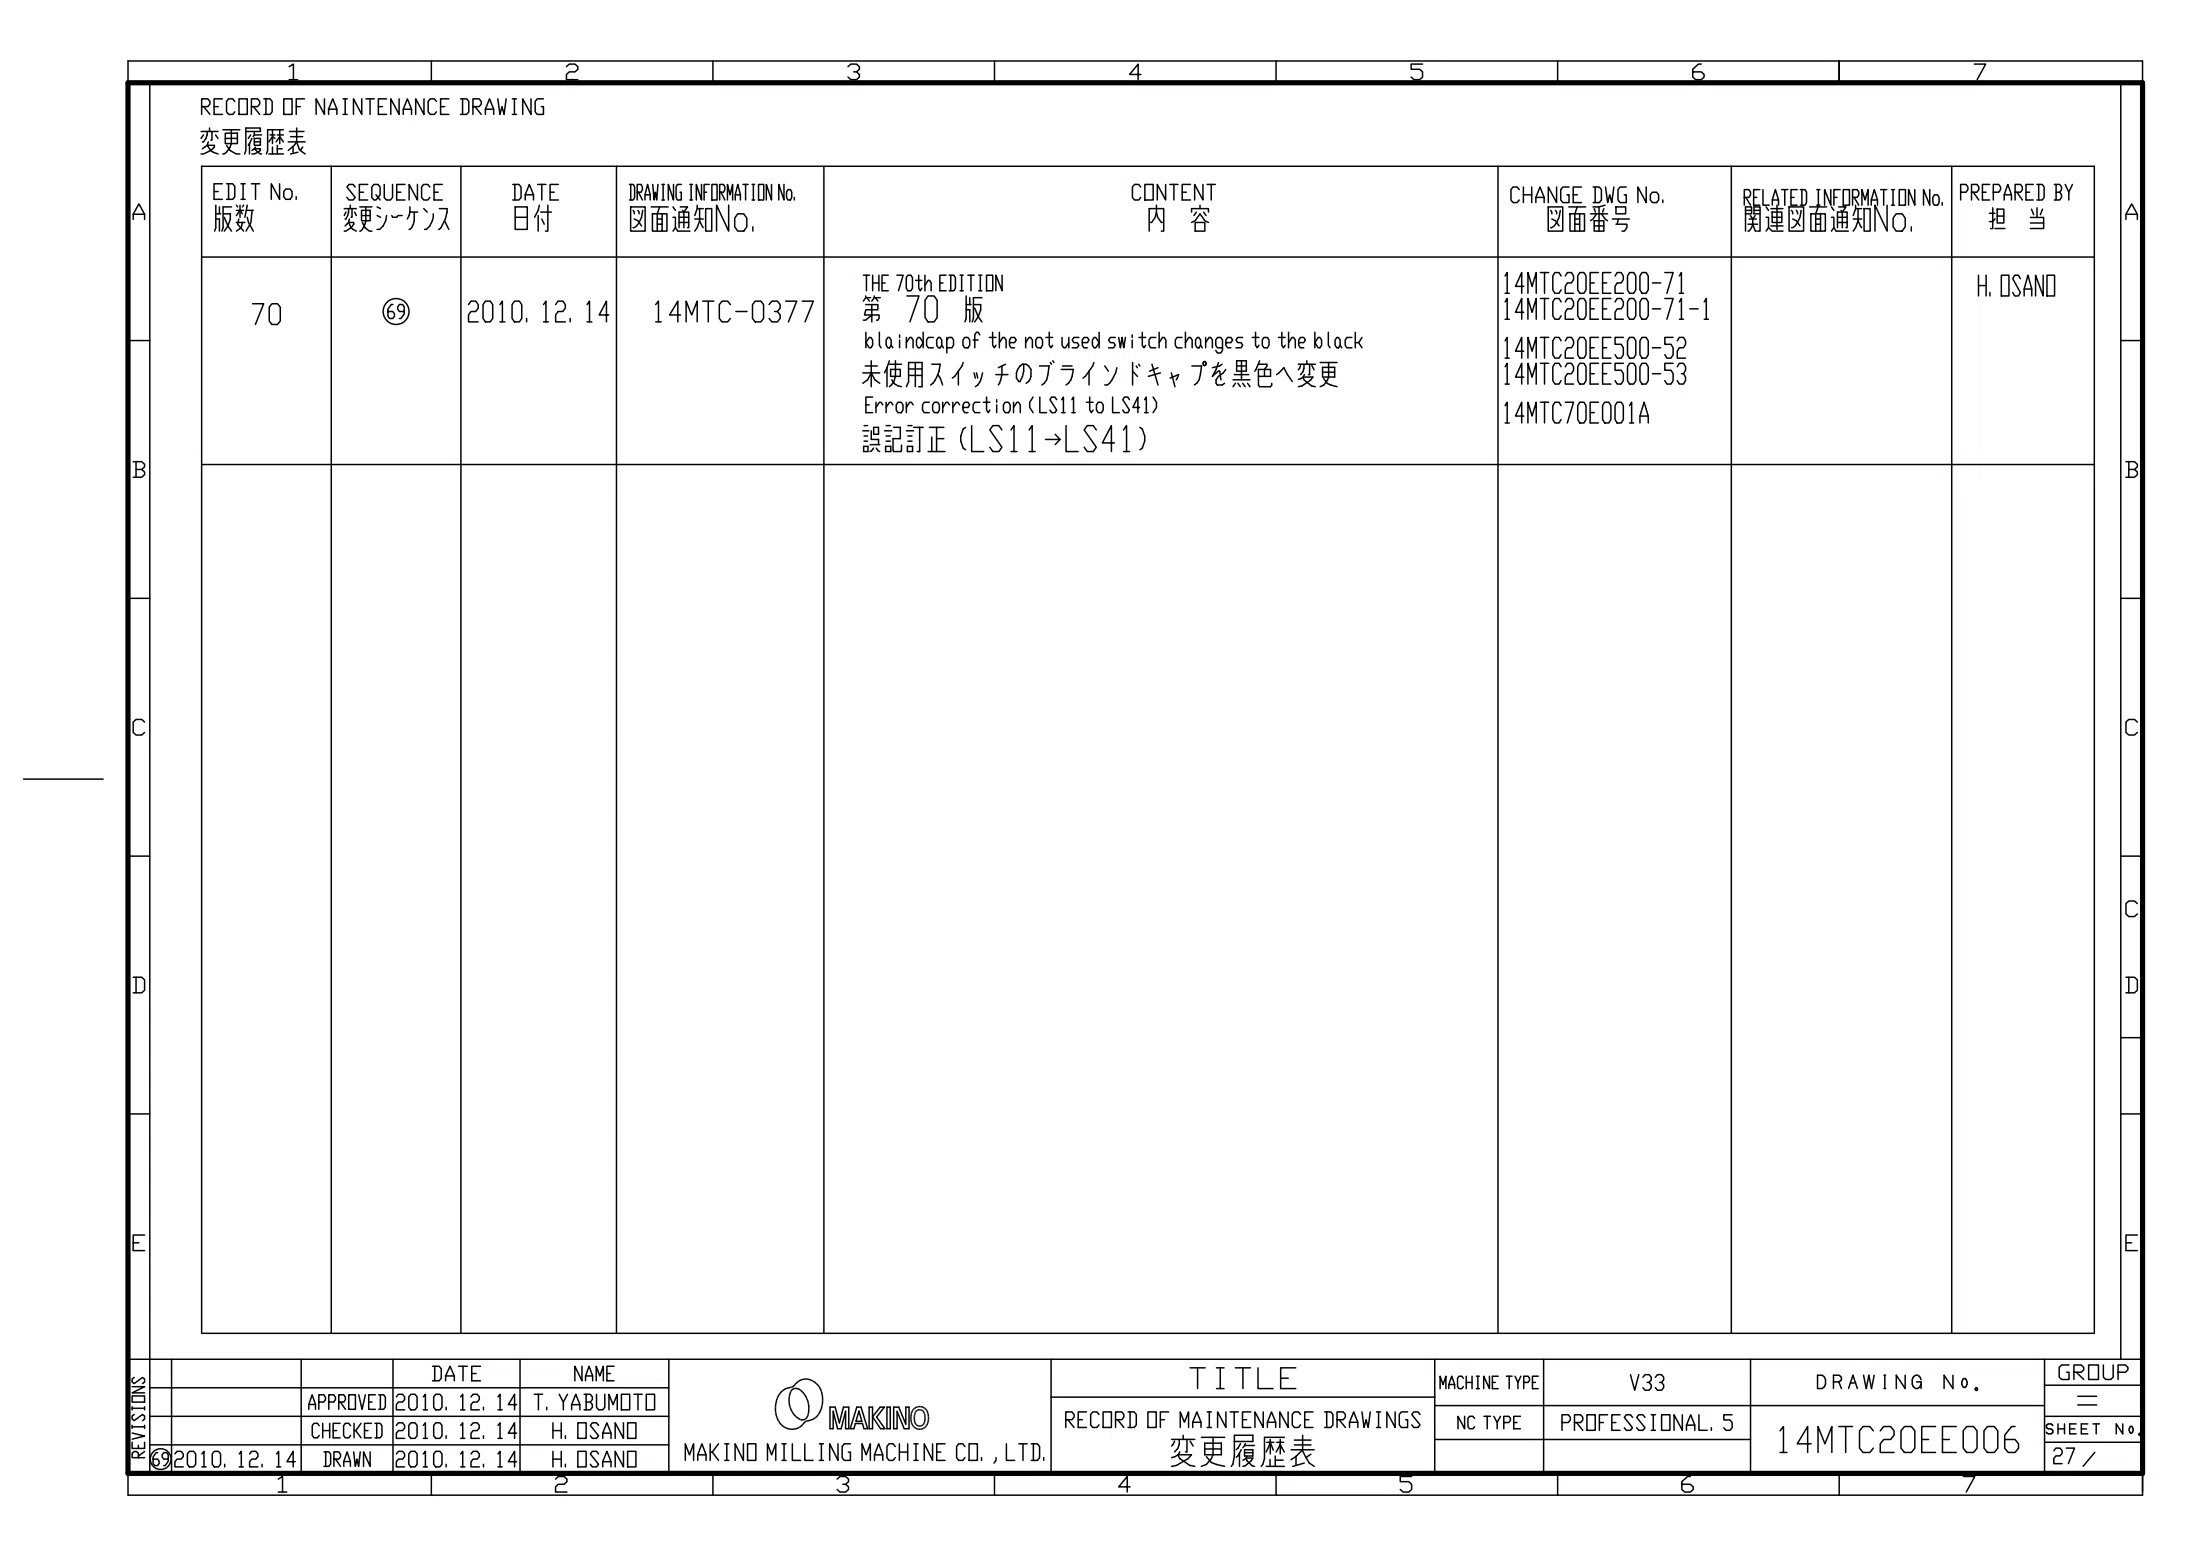 1 2 3 4 5 6 7
RECORD OF NAINTENANCE DRAWING
変更履歴表
EDIT No. SEQUENCE DATE DRAWING INFORMATION No. CONTENT CHANGE DWG No. RELATED INFORMATION No. PREPARED BY
版数 変更シーケンス 日付 図面通知No. 内 容 図面番号 関連図面通知No. 担 当
A A
70 69 2010. 12. 14 14MTC-0377
THE 70th EDITION
第 70 版
blaindcap of the not used switch changes to the black
未使用スイッチのブラインドキャプを黒色へ変更
Error correction (LS11 to LS41)
誤記訂正 (LS11→LS41)
14MTC20EE200-71
14MTC20EE200-71-1
14MTC20EE500-52
14MTC20EE500-53
14MTC70E001A
H. OSANO
B B
C C
C
D D
E E
REVISIONS
69 2010. 12. 14
DATE NAME
APPROVED 2010. 12. 14 T. YABUMOTO
CHECKED 2010. 12. 14 H. OSANO
DRAWN 2010. 12. 14 H. OSANO
MAKINO
MAKINO MILLING MACHINE CO. , LTD.
TITLE
RECORD OF MAINTENANCE DRAWINGS
変更履歴表
MACHINE TYPE V33
NC TYPE PROFESSIONAL. 5
DRAWING No.
14MTC20EE006
GROUP
=
SHEET No.
27 /
1 2 3 4 5 6 7